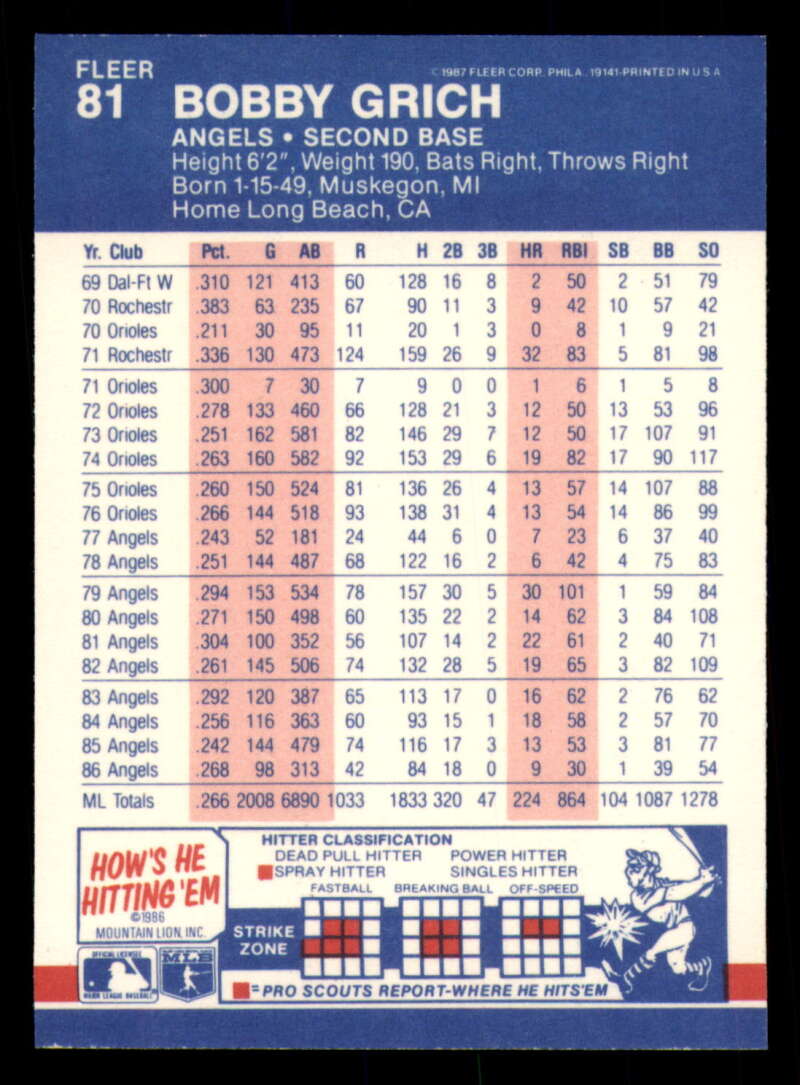 FLEER
© 1987 FLEER CORP. PHILA. 19141-PRINTED IN U S A
81 BOBBY GRICH
ANGELS • SECOND BASE
Height 6'2", Weight 190, Bats Right, Throws Right
Born 1-15-49, Muskegon, MI
Home Long Beach, CA
Yr. Club Pct. G AB R H 2B 3B HR RBI SB BB SO
69 Dal-Ft W .310 121 413 60 128 16 8 2 50 2 51 79
70 Rochestr .383 63 235 67 90 11 3 9 42 10 57 42
70 Orioles .211 30 95 11 20 1 3 0 8 1 9 21
71 Rochestr .336 130 473 124 159 26 9 32 83 5 81 98
71 Orioles .300 7 30 7 9 0 0 1 6 1 5 8
72 Orioles .278 133 460 66 128 21 3 12 50 13 53 96
73 Orioles .251 162 581 82 146 29 7 12 50 17 107 91
74 Orioles .263 160 582 92 153 29 6 19 82 17 90 117
75 Orioles .260 150 524 81 136 26 4 13 57 14 107 88
76 Orioles .266 144 518 93 138 31 4 13 54 14 86 99
77 Angels .243 52 181 24 44 6 0 7 23 6 37 40
78 Angels .251 144 487 68 122 16 2 6 42 4 75 83
79 Angels .294 153 534 78 157 30 5 30 101 1 59 84
80 Angels .271 150 498 60 135 22 2 14 62 3 84 108
81 Angels .304 100 352 56 107 14 2 22 61 2 40 71
82 Angels .261 145 506 74 132 28 5 19 65 3 82 109
83 Angels .292 120 387 65 113 17 0 16 62 2 76 62
84 Angels .256 116 363 60 93 15 1 18 58 2 57 70
85 Angels .242 144 479 74 116 17 3 13 53 3 81 77
86 Angels .268 98 313 42 84 18 0 9 30 1 39 54
ML Totals .266 2008 6890 1033 1833 320 47 224 864 104 1087 1278
HOW'S HE
HITTING 'EM
©1986
MOUNTAIN LION, INC.
HITTER CLASSIFICATION
DEAD PULL HITTER POWER HITTER
SPRAY HITTER SINGLES HITTER
FASTBALL BREAKING BALL OFF-SPEED
STRIKE
ZONE
= PRO SCOUTS REPORT-WHERE HE HITS 'EM
OFFICIAL LICENSEE
MAJOR LEAGUE BASEBALL
MLB